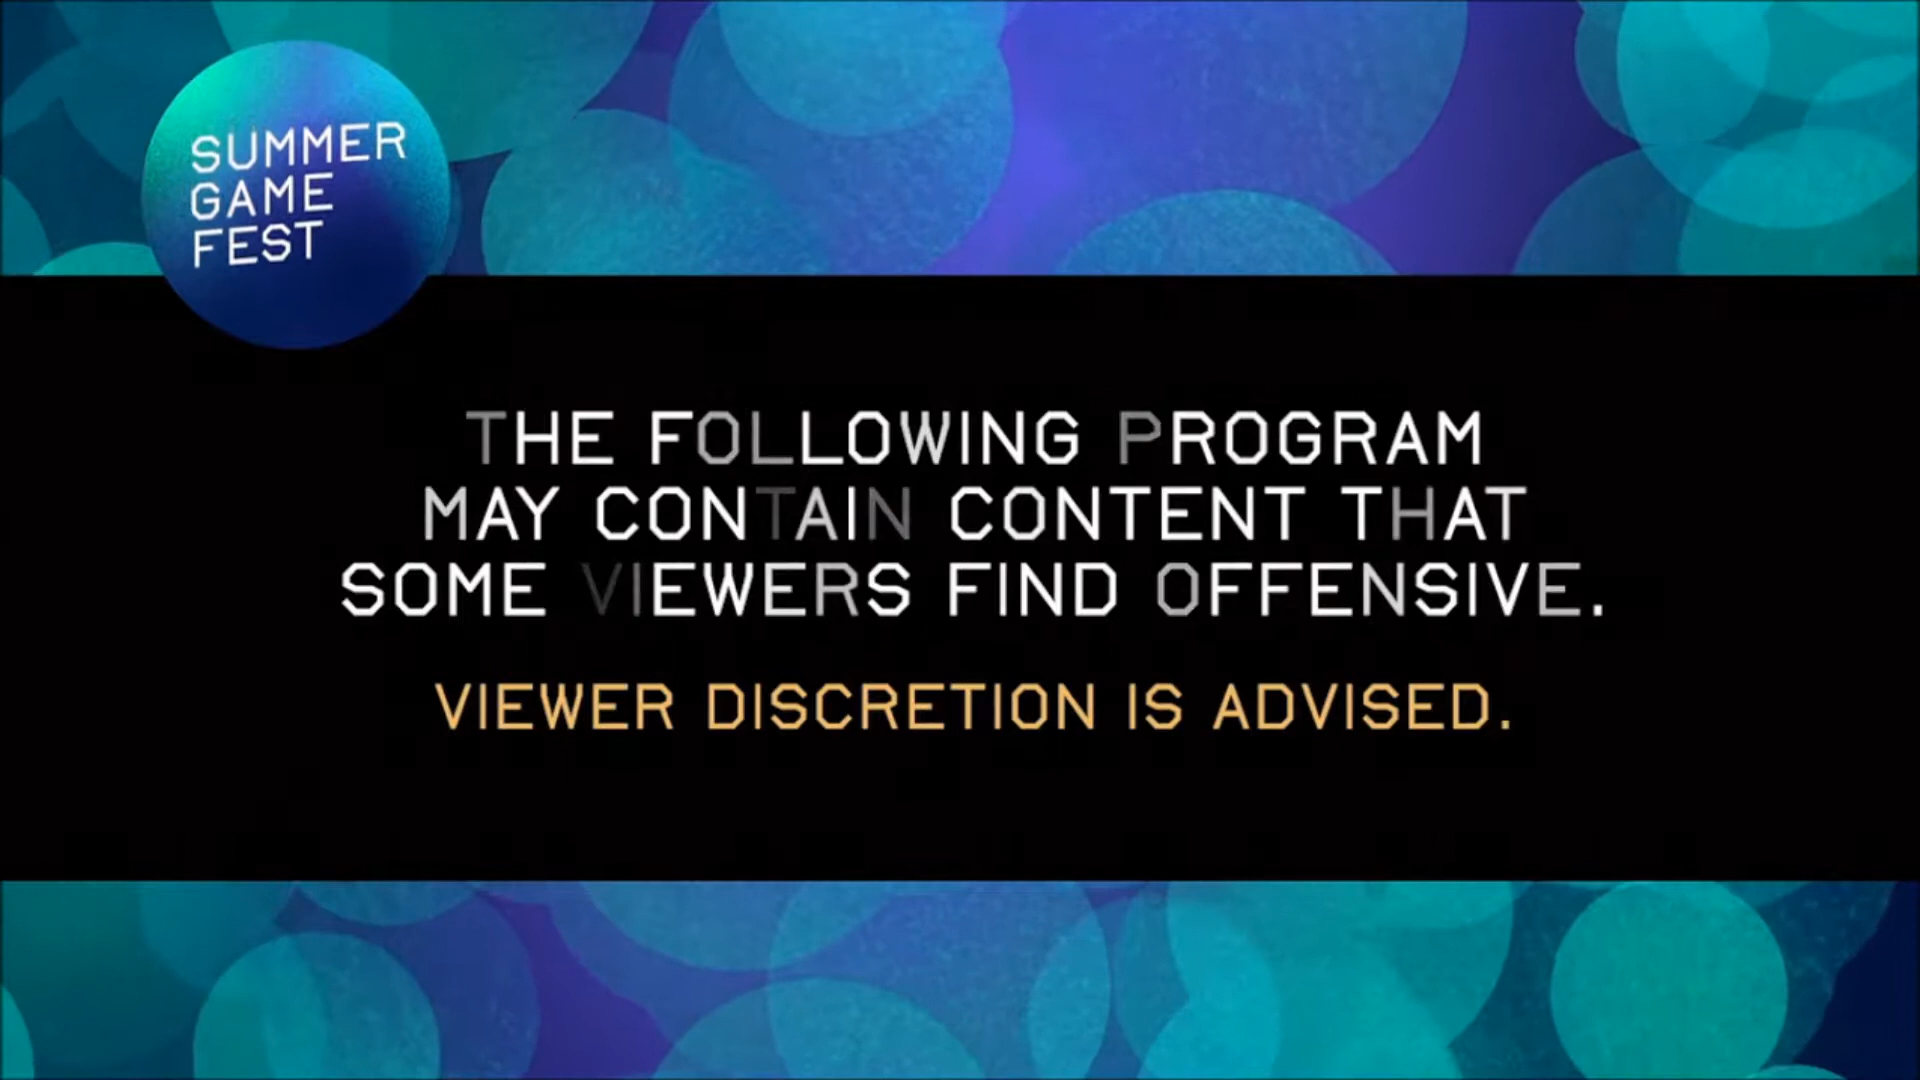 SUMMER
GAME
FEST
THE FOLLOWING PROGRAM
MAY CONTAIN CONTENT THAT
SOME VIEWERS FIND OFFENSIVE.
VIEWER DISCRETION IS ADVISED.